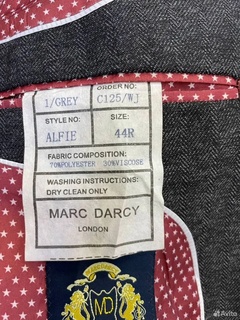 ORDER NO:
1/GREY C125/WJ
STYLE NO: SIZE:
ALFIE 44R
FABRIC COMPOSITION:
70%POLYESTER 30%VISCOSE
WASHING INSTRUCTIONS:
DRY CLEAN ONLY
MARC DARCY
LONDON
MD
Avito